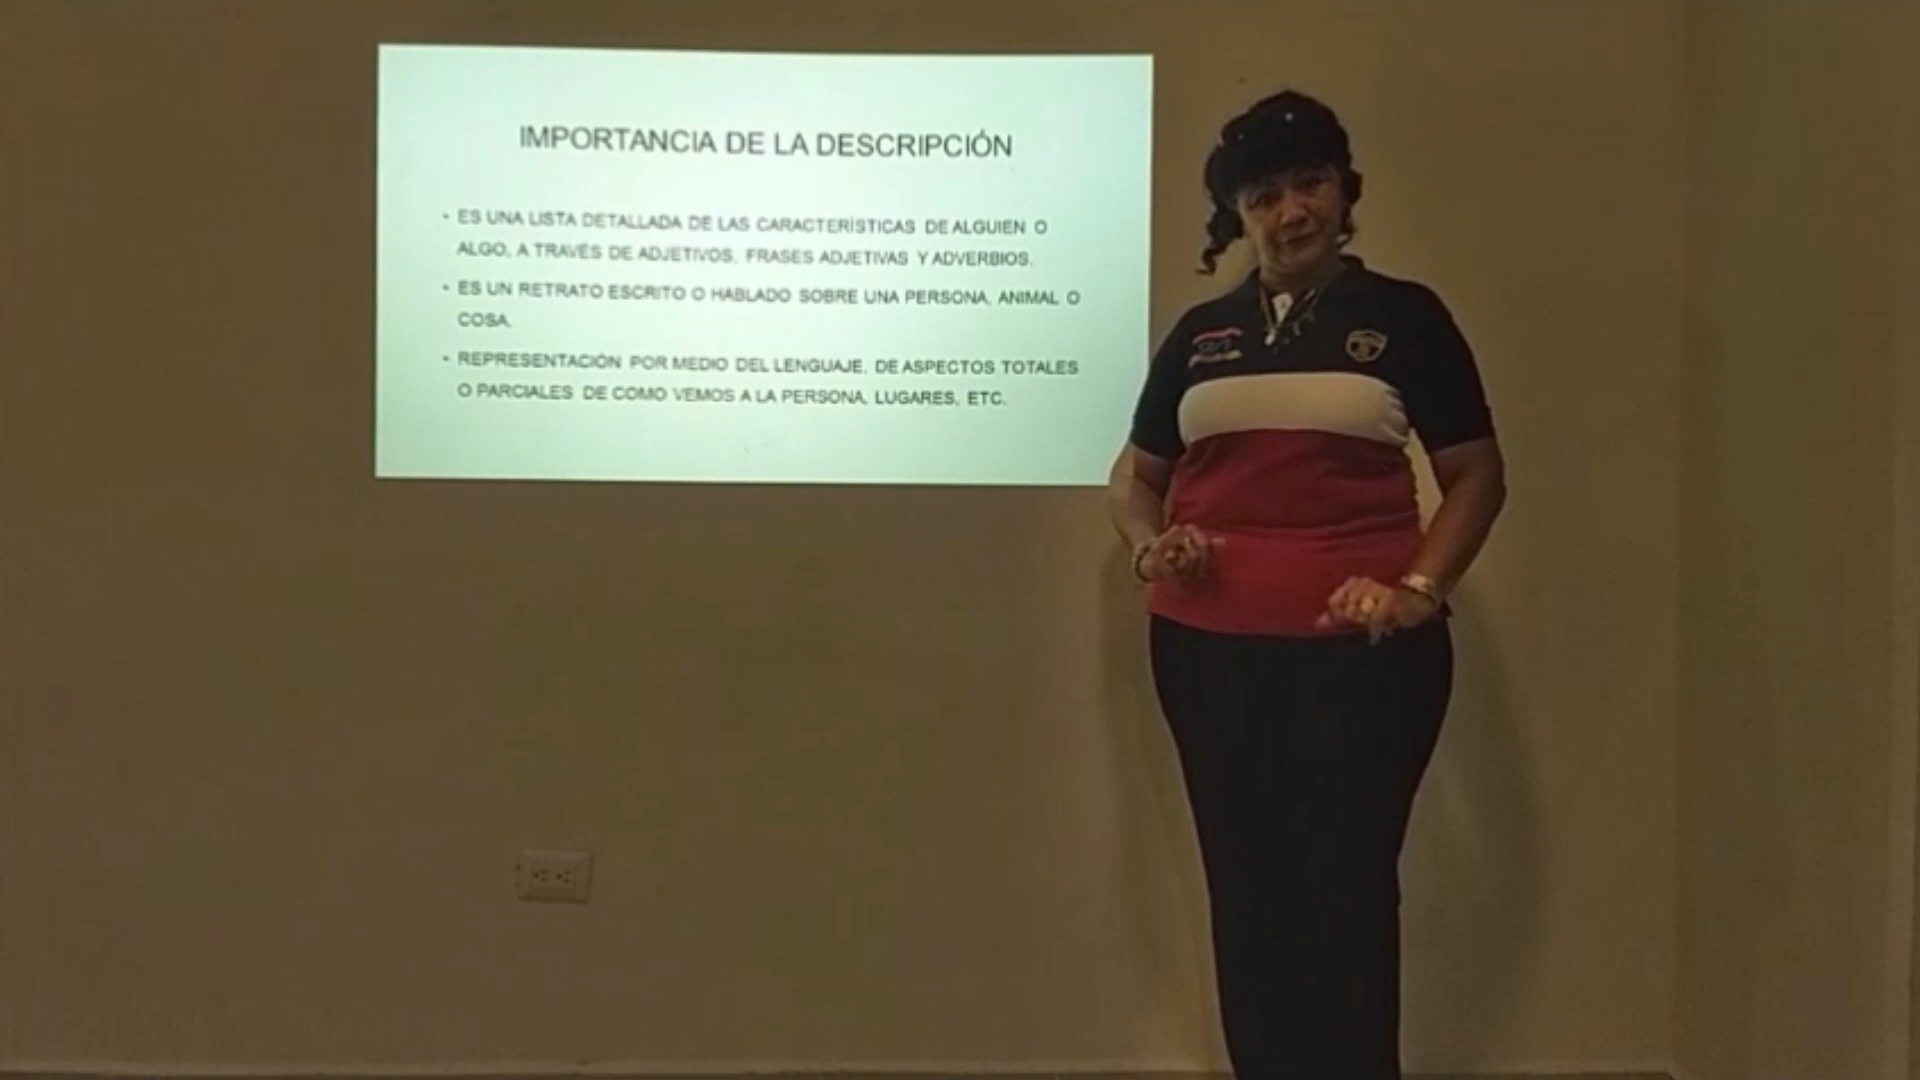 IMPORTANCIA DE LA DESCRIPCIÓN
• ES UNA LISTA DETALLADA DE LAS CARACTERÍSTICAS DE ALGUIEN O
ALGO, A TRAVÉS DE ADJETIVOS, FRASES ADJETIVAS Y ADVERBIOS.
• ES UN RETRATO ESCRITO O HABLADO SOBRE UNA PERSONA, ANIMAL O
COSA.
• REPRESENTACIÓN POR MEDIO DEL LENGUAJE, DE ASPECTOS TOTALES
O PARCIALES DE COMO VEMOS A LA PERSONA, LUGARES, ETC.